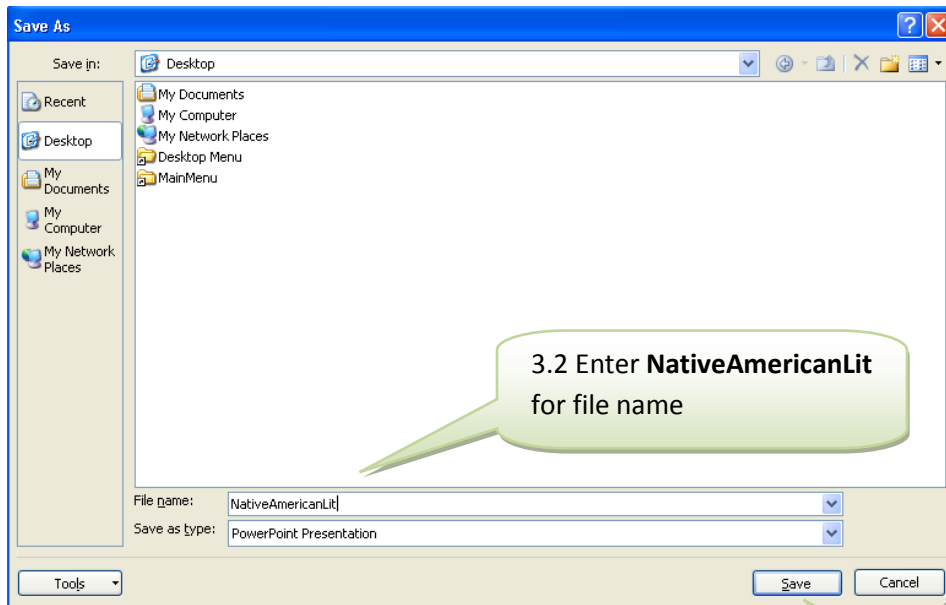 Save As
Save in:
Desktop
Recent
Desktop
My
Documents
My
Computer
My Network
Places
My Documents
My Computer
My Network Places
Desktop Menu
MainMenu
3.2 Enter NativeAmericanLit
for file name
File name:
NativeAmericanLit
Save as type:
PowerPoint Presentation
Tools
Save
Cancel